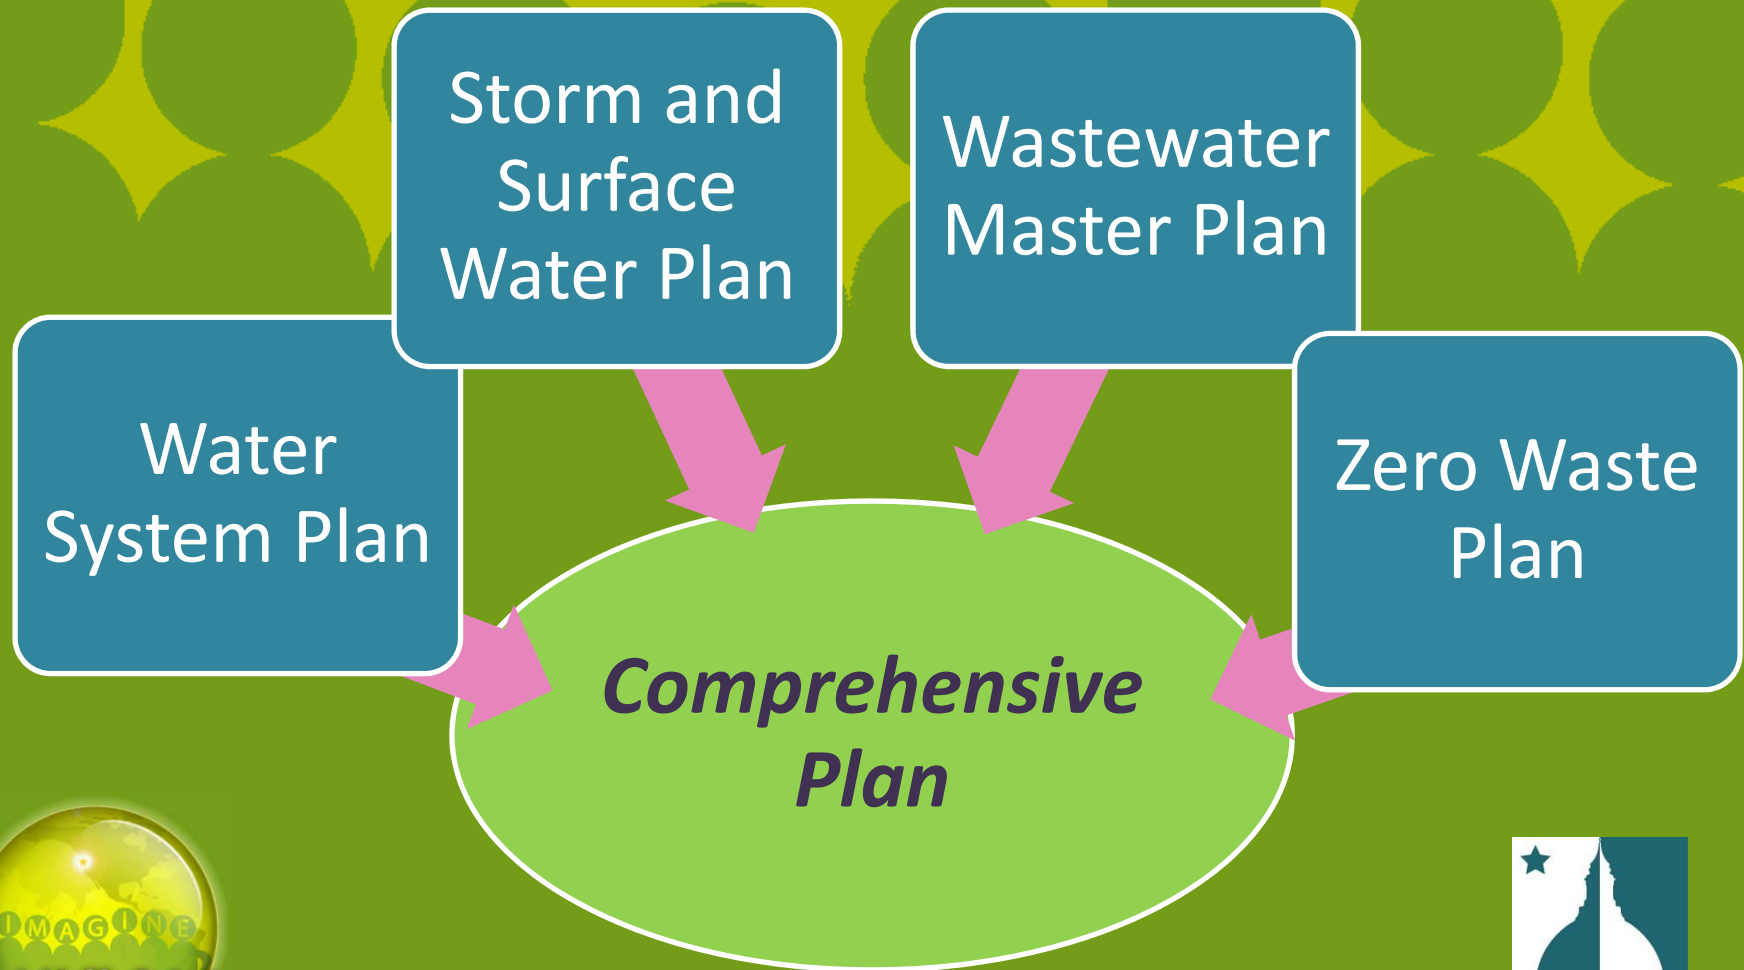 Storm and
Surface
Water Plan
Wastewater
Master Plan
Water
System Plan
Zero Waste
Plan
Comprehensive
Plan
IMAGINE